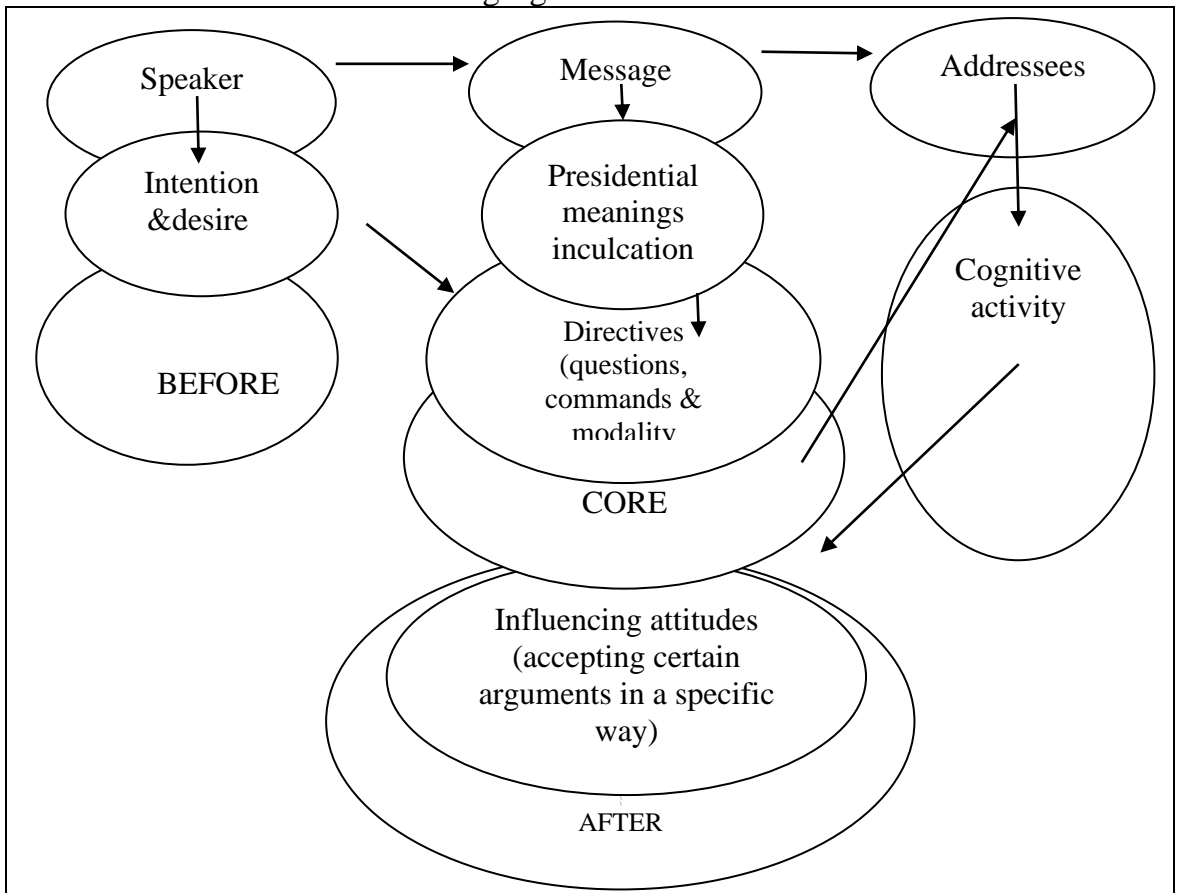 Speaker
Message
Addressees
Intention
&desire
Presidential
meanings
inculcation
Cognitive
activity
Directives
(questions,
commands &
modality
BEFORE
CORE
Influencing attitudes
(accepting certain
arguments in a specific
way)
AFTER